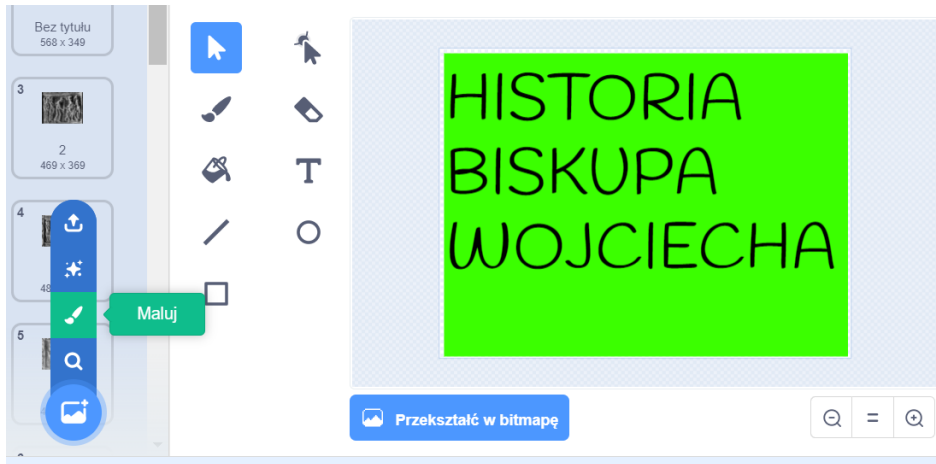 Bez tytułu
568 x 349
3
2
469 x 369
4
48
5
Maluj
HISTORIA
BISKUPA
WOJCIECHA
Przekształć w bitmapę